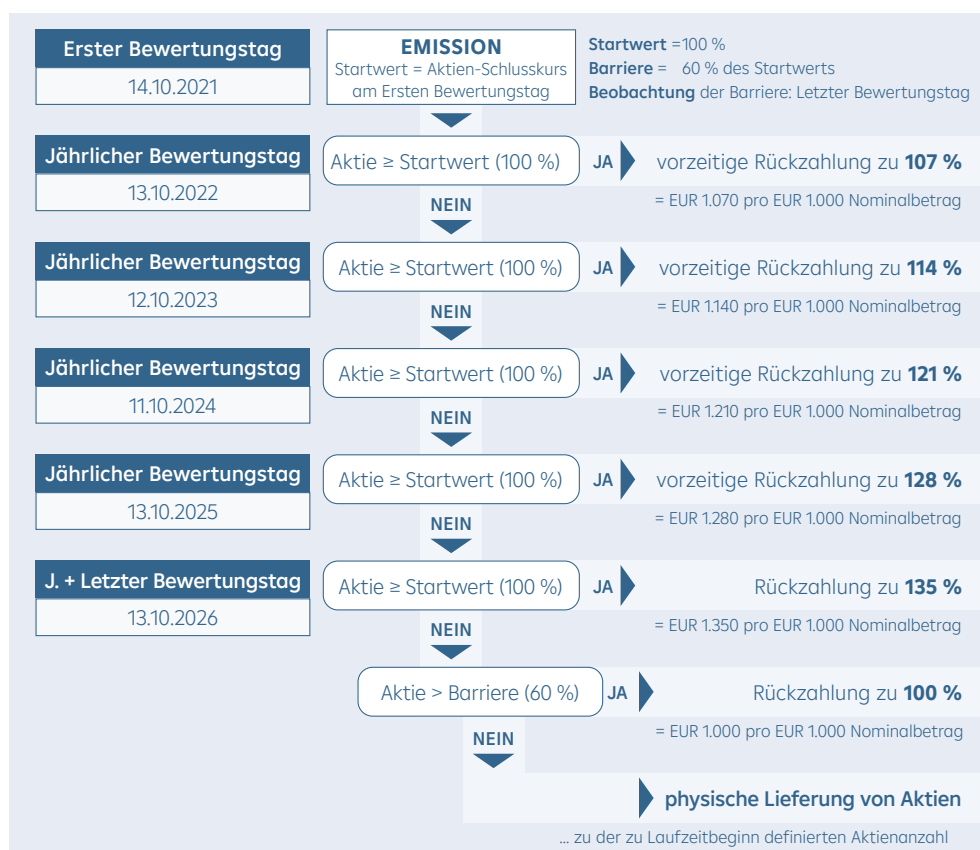 Erster Bewertungstag
14.10.2021
EMISSION
Startwert = Aktien-Schlusskurs
am Ersten Bewertungstag
Startwert =100 %
Barriere = 60 % des Startwerts
Beobachtung der Barriere: Letzter Bewertungstag
Jährlicher Bewertungstag
13.10.2022
Aktie ≥ Startwert (100 %)
JA
vorzeitige Rückzahlung zu 107 %
= EUR 1.070 pro EUR 1.000 Nominalbetrag
NEIN
Jährlicher Bewertungstag
12.10.2023
Aktie ≥ Startwert (100 %)
JA
vorzeitige Rückzahlung zu 114 %
= EUR 1.140 pro EUR 1.000 Nominalbetrag
NEIN
Jährlicher Bewertungstag
11.10.2024
Aktie ≥ Startwert (100 %)
JA
vorzeitige Rückzahlung zu 121 %
= EUR 1.210 pro EUR 1.000 Nominalbetrag
NEIN
Jährlicher Bewertungstag
13.10.2025
Aktie ≥ Startwert (100 %)
JA
vorzeitige Rückzahlung zu 128 %
= EUR 1.280 pro EUR 1.000 Nominalbetrag
NEIN
J. + Letzter Bewertungstag
13.10.2026
Aktie ≥ Startwert (100 %)
JA
Rückzahlung zu 135 %
= EUR 1.350 pro EUR 1.000 Nominalbetrag
NEIN
Aktie > Barriere (60 %)
JA
Rückzahlung zu 100 %
= EUR 1.000 pro EUR 1.000 Nominalbetrag
NEIN
physische Lieferung von Aktien
... zu der zu Laufzeitbeginn definierten Aktienanzahl